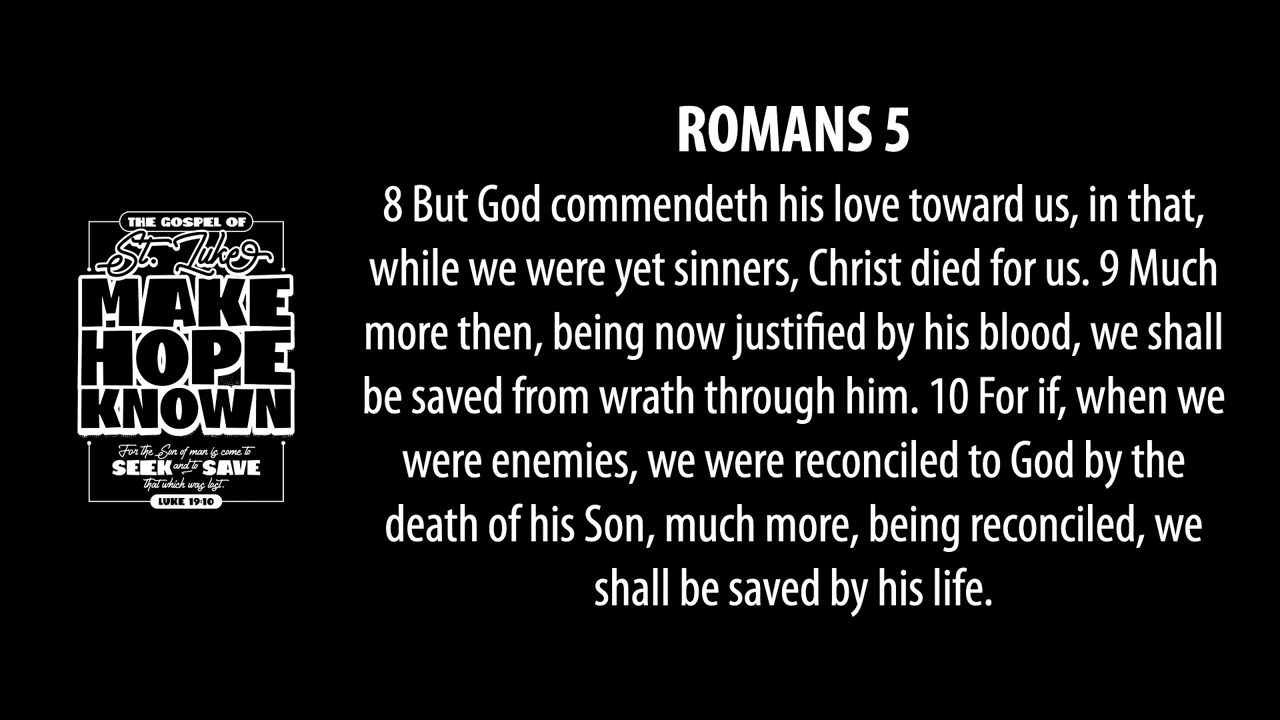 THE GOSPEL OF
St. Luke
MAKE
HOPE
KNOWN
For the Son of man is come to
SEEK and to SAVE
that which was lost.
LUKE 19:10
ROMANS 5
8 But God commendeth his love toward us, in that,
while we were yet sinners, Christ died for us. 9 Much
more then, being now justified by his blood, we shall
be saved from wrath through him. 10 For if, when we
were enemies, we were reconciled to God by the
death of his Son, much more, being reconciled, we
shall be saved by his life.